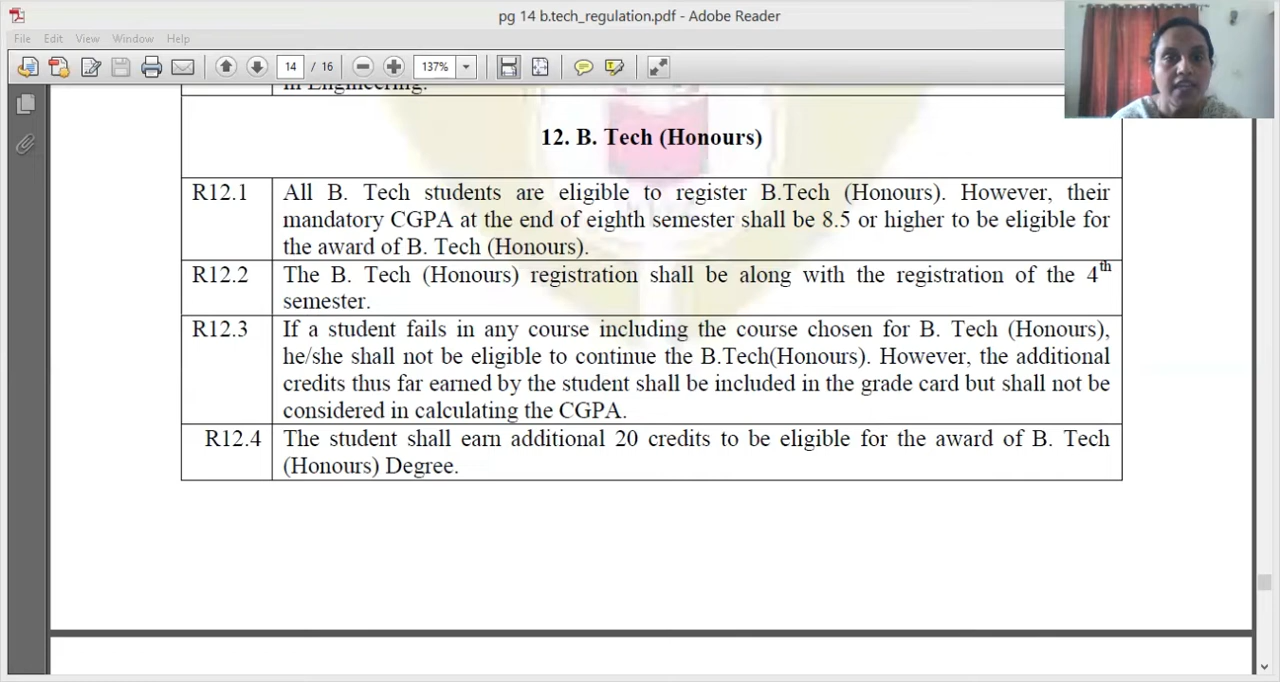 pg 14 b.tech_regulation.pdf - Adobe Reader
File Edit View Window Help
14 / 16 137%
in Engineering.
12. B. Tech (Honours)
R12.1 All B. Tech students are eligible to register B.Tech (Honours). However, their
mandatory CGPA at the end of eighth semester shall be 8.5 or higher to be eligible for
the award of B. Tech (Honours).
R12.2 The B. Tech (Honours) registration shall be along with the registration of the 4th
semester.
R12.3 If a student fails in any course including the course chosen for B. Tech (Honours),
he/she shall not be eligible to continue the B.Tech(Honours). However, the additional
credits thus far earned by the student shall be included in the grade card but shall not be
considered in calculating the CGPA.
R12.4 The student shall earn additional 20 credits to be eligible for the award of B. Tech
(Honours) Degree.